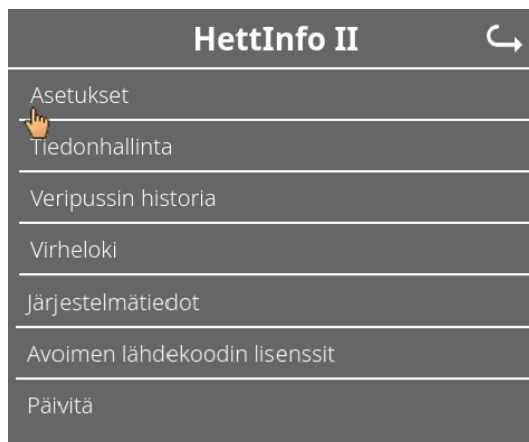 HettInfo II
Asetukset
Tiedonhallinta
Veripussin historia
Virheloki
Järjestelmätiedot
Avoimen lähdekoodin lisenssit
Päivitä